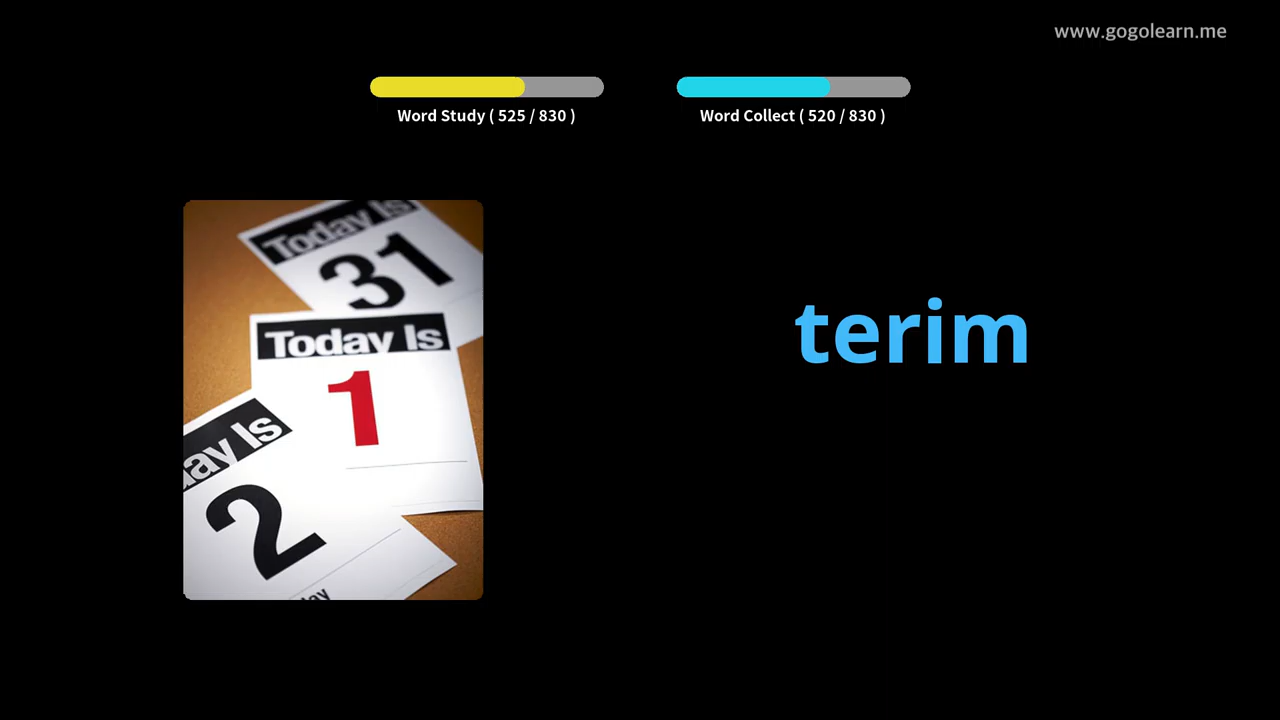 www.gogolearn.me
Word Study ( 525 / 830 )
Word Collect ( 520 / 830 )
Today Is
31
Today Is
1
ay Is
2
terim